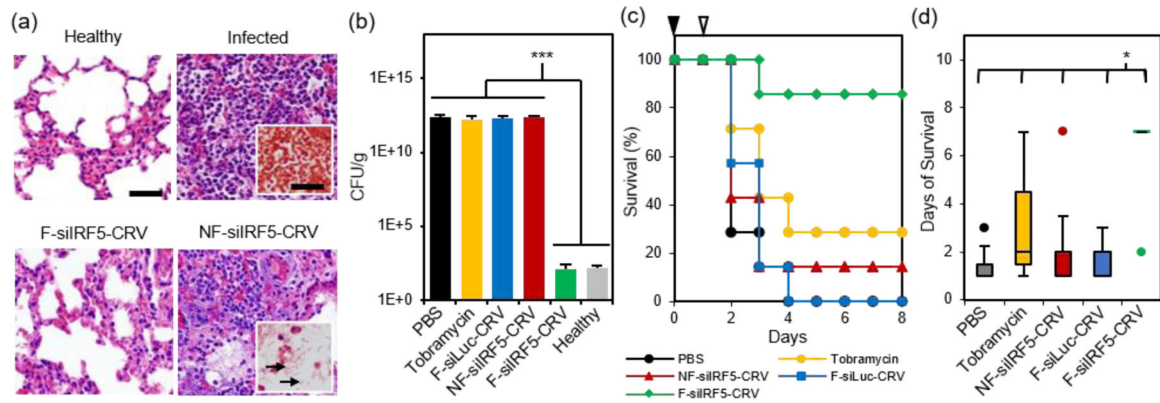 (a)
Healthy
Infected
F-siIRF5-CRV
NF-siIRF5-CRV
(b)
***
1E+15
1E+10
1E+5
1E+0
CFU/g
PBS
Tobramycin
F-siLuc-CRV
NF-siIRF5-CRV
F-siIRF5-CRV
Healthy
(c)
100
80
60
40
20
0
Survival (%)
0 2 4 6 8
Days
PBS
Tobramycin
NF-siIRF5-CRV
F-siLuc-CRV
F-siIRF5-CRV
(d)
*
10
8
6
4
2
0
Days of Survival
PBS
Tobramycin
NF-siIRF5-CRV
F-siLuc-CRV
F-siIRF5-CRV